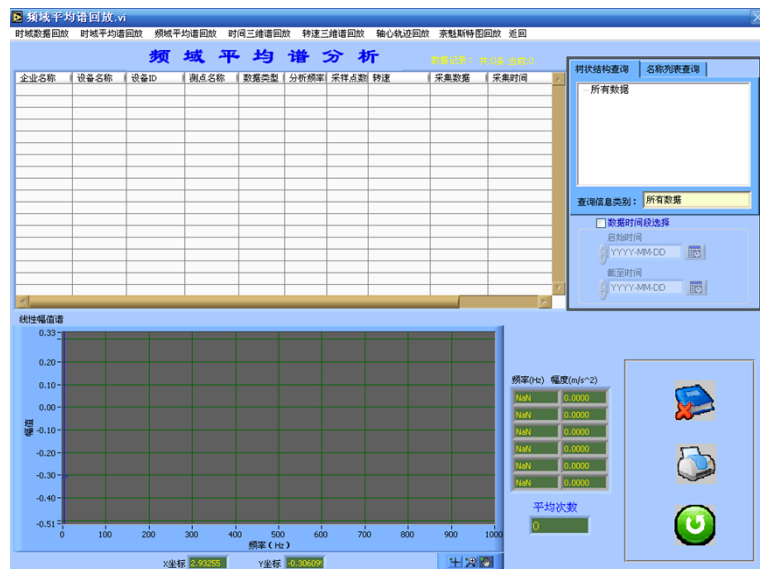 频域平均谱回放.vi
时域数据回放 时域平均谱回放 频域平均谱回放 时间三维谱回放 转速三维谱回放 轴心轨迹回放 奈魁斯特图回放 返回
频域平均谱分析
数据记录： 共:0条 当前:0
企业名称 设备名称 设备ID 测点名称 数据类型 分析频率 采样点数 转速 采集数据 采集时间
树状结构查询 名称列表查询
所有数据
查询信息类别： 所有数据
数据时间段选择
启始时间
YYYY-MM-DD
截至时间
YYYY-MM-DD
线性幅值谱
0.33
0.20
0.10
0.00
-0.10
-0.20
-0.30
-0.40
-0.51
幅值
0 100 200 300 400 500 600 700 800 900 1000
频率(Hz)
X坐标 2.93255 Y坐标 -0.30609
频率(Hz) 幅度(m/s^2)
NaN 0.0000
NaN 0.0000
NaN 0.0000
NaN 0.0000
NaN 0.0000
NaN 0.0000
平均次数
0